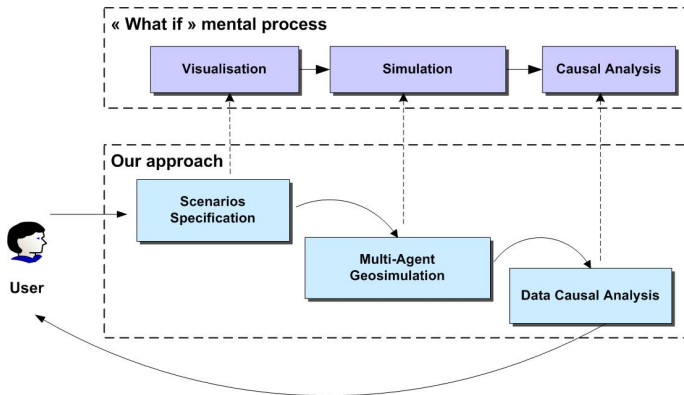 « What if » mental process
Visualisation
Simulation
Causal Analysis
Our approach
Scenarios
Specification
Multi-Agent
Geosimulation
Data Causal Analysis
User